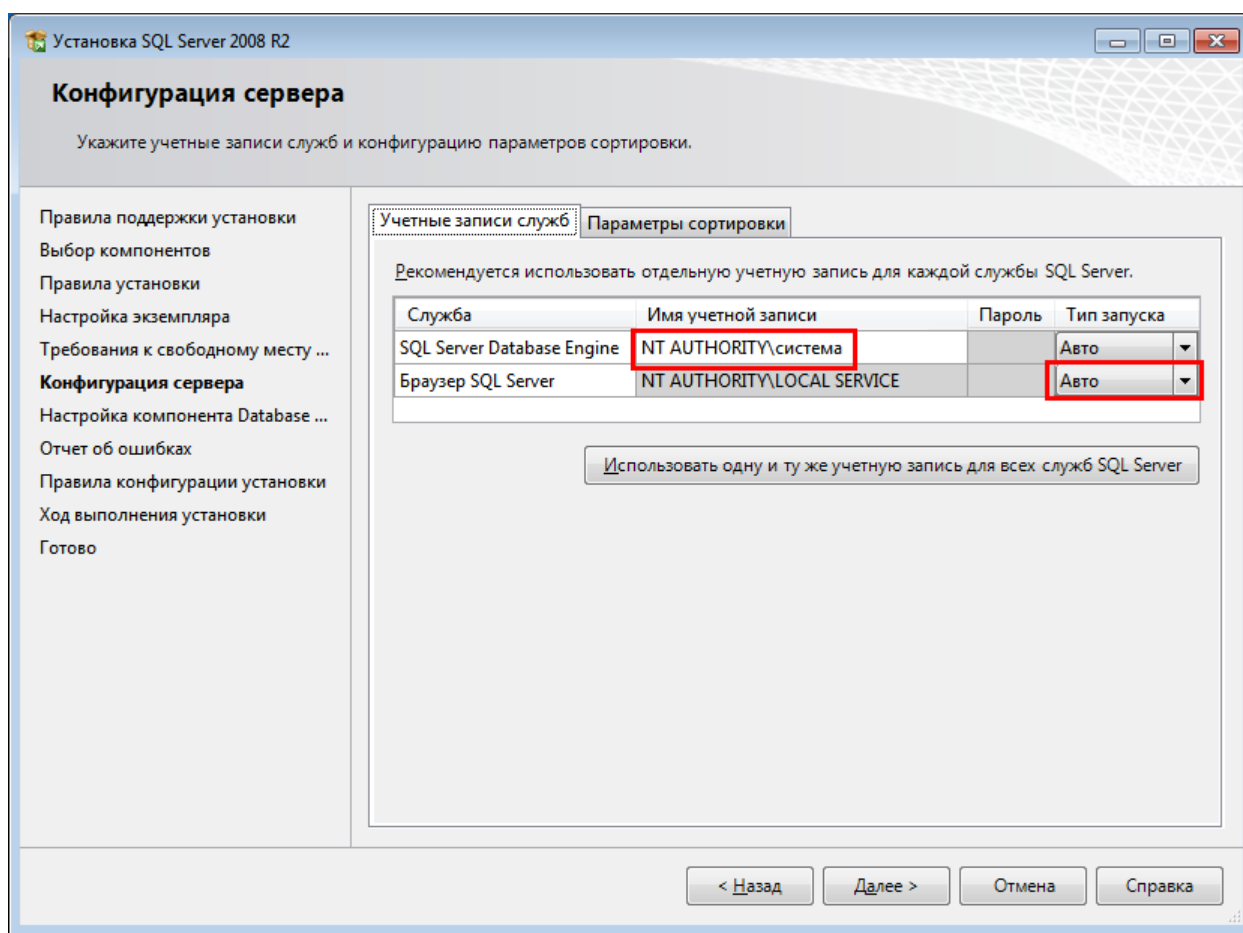 Установка SQL Server 2008 R2
Конфигурация сервера
Укажите учетные записи служб и конфигурацию параметров сортировки.
Правила поддержки установки
Выбор компонентов
Правила установки
Настройка экземпляра
Требования к свободному месту ...
Конфигурация сервера
Настройка компонента Database ...
Отчет об ошибках
Правила конфигурации установки
Ход выполнения установки
Готово
Учетные записи служб Параметры сортировки
Рекомендуется использовать отдельную учетную запись для каждой службы SQL Server.
Служба Имя учетной записи Пароль Тип запуска
SQL Server Database Engine NT AUTHORITY\система Авто
Браузер SQL Server NT AUTHORITY\LOCAL SERVICE Авто
Использовать одну и ту же учетную запись для всех служб SQL Server
< Назад Далее > Отмена Справка